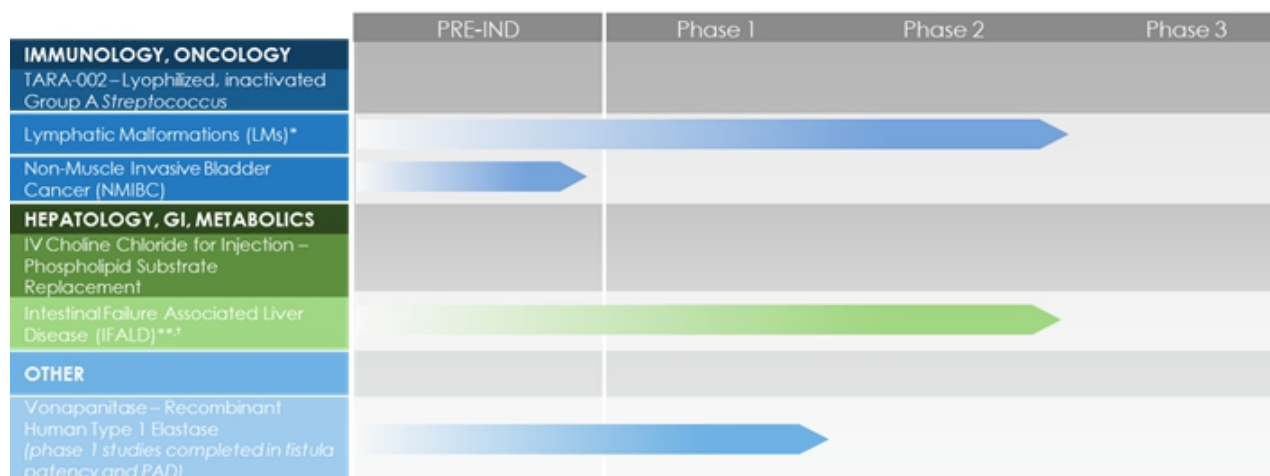 PRE-IND Phase 1 Phase 2 Phase 3
IMMUNOLOGY, ONCOLOGY
TARA-002 – Lyophilized, inactivated
Group A Streptococcus
Lymphatic Malformations (LMs)*
Non-Muscle Invasive Bladder
Cancer (NMIBC)
HEPATOLOGY, GI, METABOLICS
IV Choline Chloride for Injection –
Phospholipid Substrate
Replacement
Intestinal Failure Associated Liver
Disease (IFALD)**,†
OTHER
Vonapanitase – Recombinant
Human Type 1 Elastase
(phase 1 studies completed in fistula
patency and PAD)